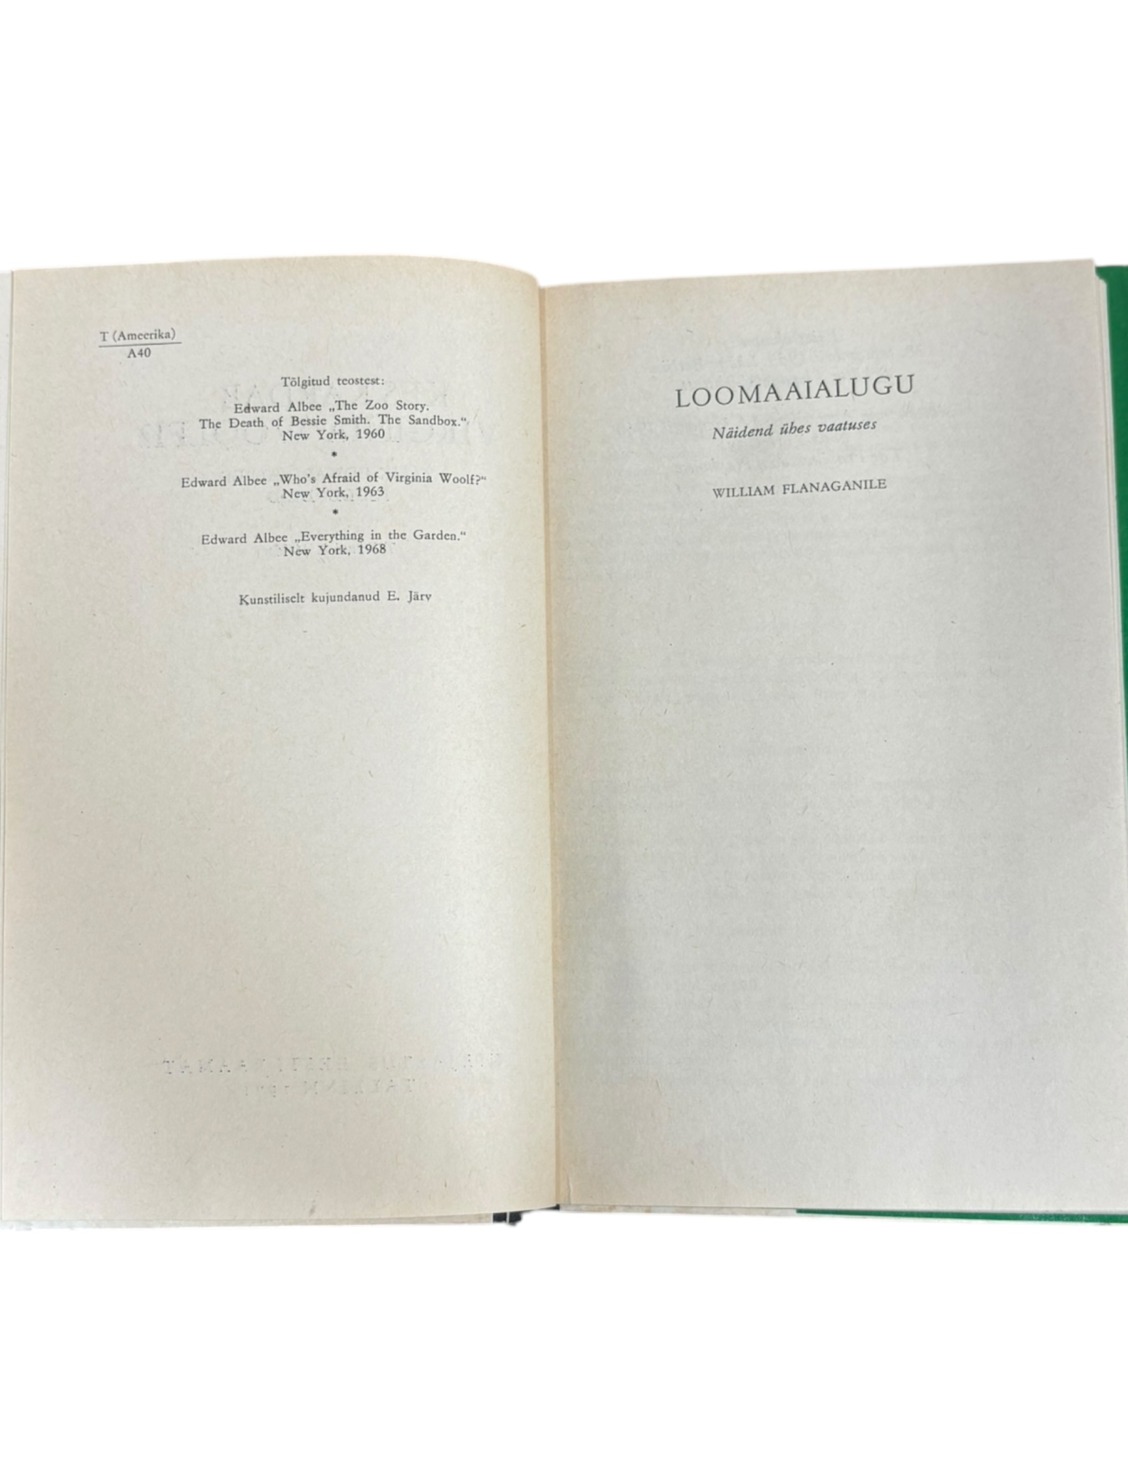 T (Ameerika)
A40
Tõlgitud teostest:
Edward Albee „The Zoo Story.
The Death of Bessie Smith. The Sandbox.“
New York, 1960
*
Edward Albee „Who's Afraid of Virginia Woolf?“
New York, 1963
*
Edward Albee „Everything in the Garden.“
New York, 1968
Kunstiliselt kujundanud E. Järv
LOOMAAIALUGU
Näidend ühes vaatuses
WILLIAM FLANAGANILE